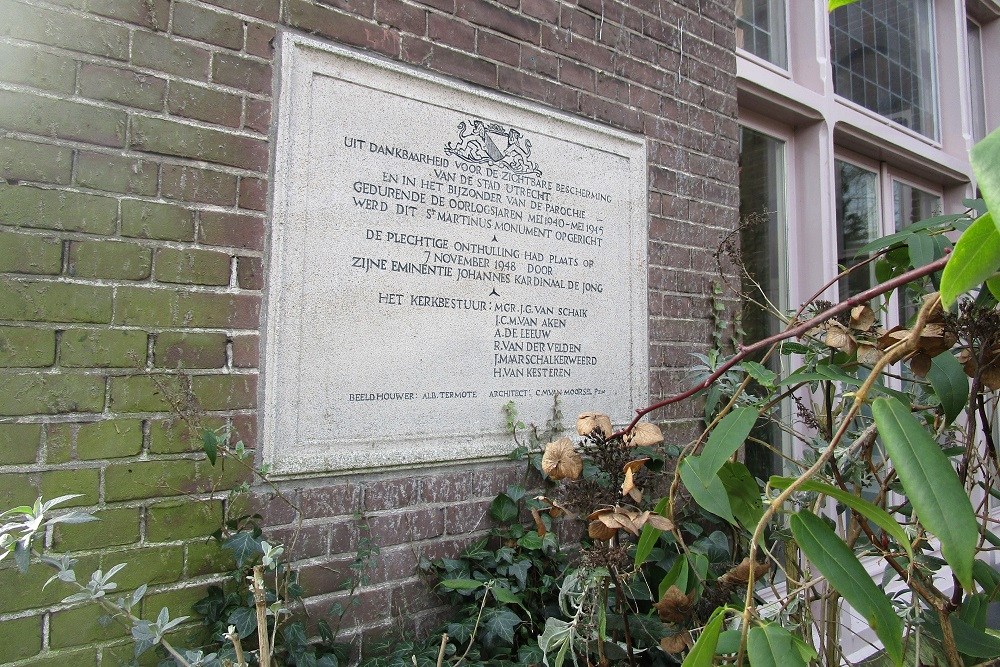 UIT DANKBAARHEID VOOR DE ZICHTBARE BESCHERMING
VAN DE STAD UTRECHT
EN IN HET BIJZONDER VAN DE PAROCHIE —
GEDURENDE DE OORLOGSJAREN MEI 1940 - MEI 1945
WERD DIT ST MARTINUS MONUMENT OPGERICHT
DE PLECHTIGE ONTHULLING HAD PLAATS OP
7 NOVEMBER 1948 DOOR
ZIJNE EMINENTIE JOHANNES KARDINAAL DE JONG
HET KERKBESTUUR: MGR. J.G. VAN SCHAIK
J.C.M. VAN AKEN
A. DE LEEUW
R. VAN DER VELDEN
J. MAARSCHALKERWEERD
H. VAN KESTEREN
BEELDHOUWER: ALB. TERMOTE ARCHITECT: C.M. VAN MOORSEL PZN